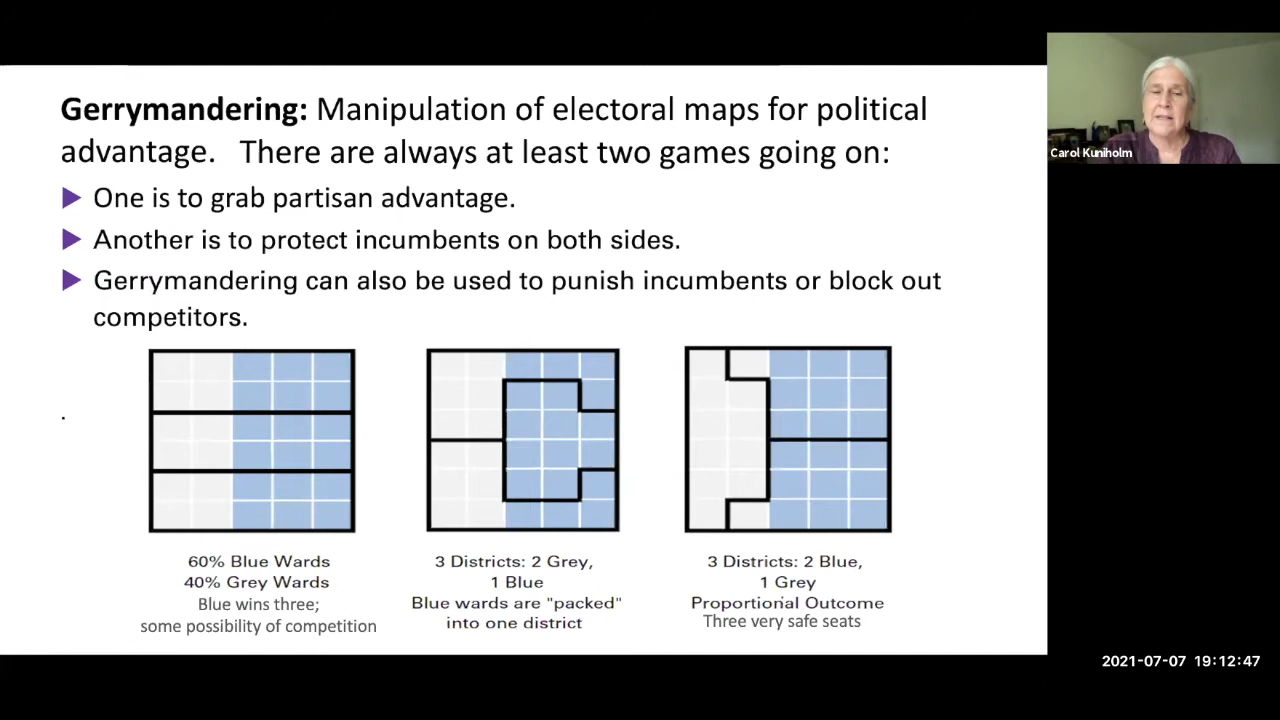 Gerrymandering: Manipulation of electoral maps for political
advantage. There are always at least two games going on:
One is to grab partisan advantage.
Another is to protect incumbents on both sides.
Gerrymandering can also be used to punish incumbents or block out
competitors.
.
60% Blue Wards
40% Grey Wards
Blue wins three;
some possibility of competition
3 Districts: 2 Grey,
1 Blue
Blue wards are "packed"
into one district
3 Districts: 2 Blue,
1 Grey
Proportional Outcome
Three very safe seats
Carol Kuniholm
2021-07-07 19:12:47